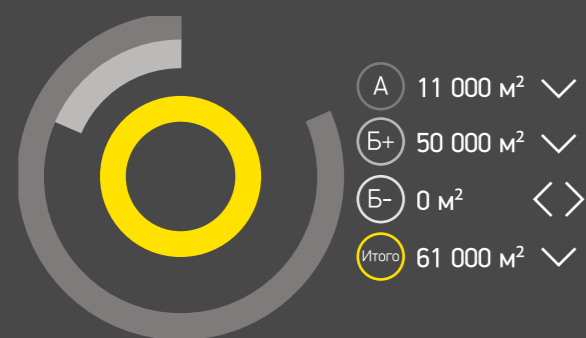 А 11 000 м²
Б+ 50 000 м²
Б- 0 м²
Итого 61 000 м²